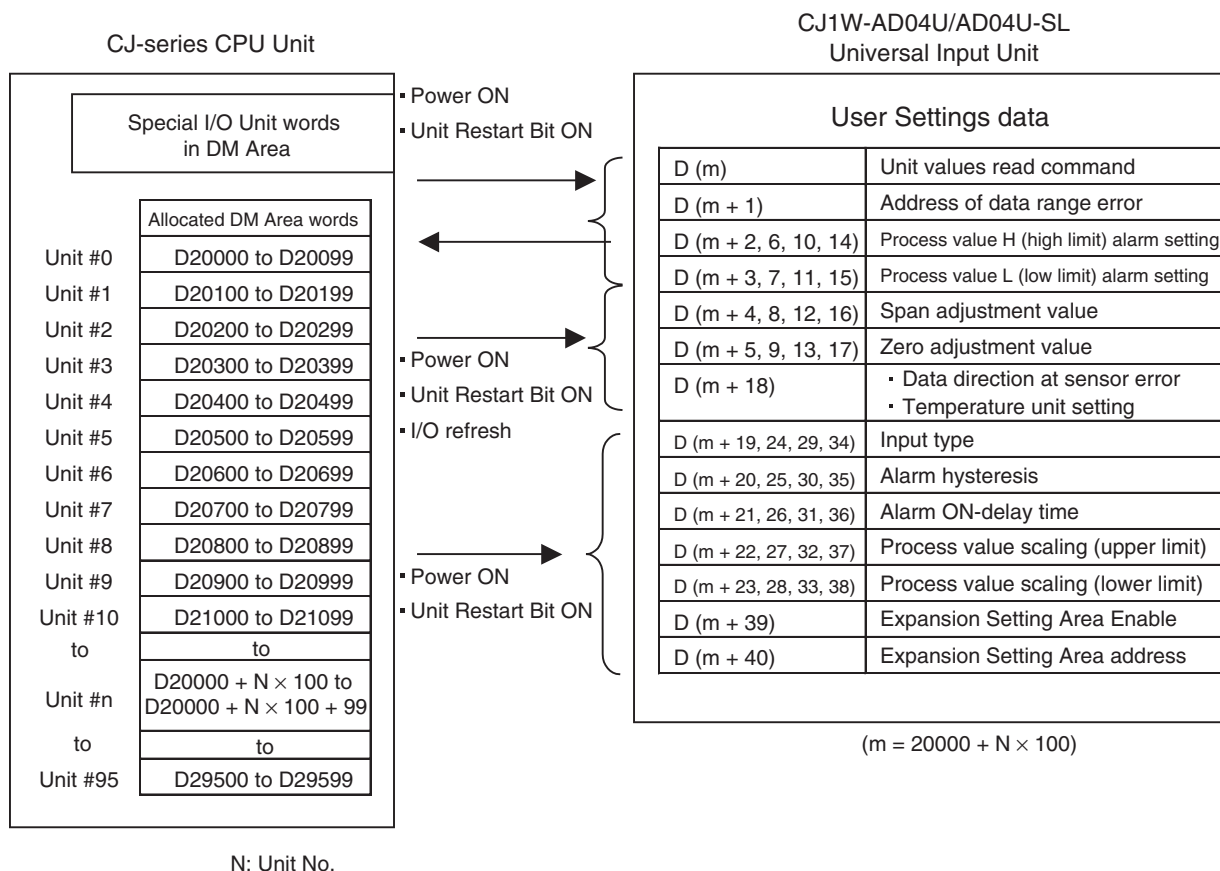 CJ-series CPU Unit
CJ1W-AD04U/AD04U-SL
Universal Input Unit
Special I/O Unit words
in DM Area
▪ Power ON
▪ Unit Restart Bit ON
Allocated DM Area words
Unit #0 D20000 to D20099
Unit #1 D20100 to D20199
Unit #2 D20200 to D20299
Unit #3 D20300 to D20399
Unit #4 D20400 to D20499
Unit #5 D20500 to D20599
Unit #6 D20600 to D20699
Unit #7 D20700 to D20799
Unit #8 D20800 to D20899
Unit #9 D20900 to D20999
Unit #10 D21000 to D21099
to to
Unit #n D20000 + N × 100 to
D20000 + N × 100 + 99
to to
Unit #95 D29500 to D29599
N: Unit No.
▪ Power ON
▪ Unit Restart Bit ON
▪ I/O refresh
▪ Power ON
▪ Unit Restart Bit ON
User Settings data
D (m) Unit values read command
D (m + 1) Address of data range error
D (m + 2, 6, 10, 14) Process value H (high limit) alarm setting
D (m + 3, 7, 11, 15) Process value L (low limit) alarm setting
D (m + 4, 8, 12, 16) Span adjustment value
D (m + 5, 9, 13, 17) Zero adjustment value
D (m + 18) ▪ Data direction at sensor error
▪ Temperature unit setting
D (m + 19, 24, 29, 34) Input type
D (m + 20, 25, 30, 35) Alarm hysteresis
D (m + 21, 26, 31, 36) Alarm ON-delay time
D (m + 22, 27, 32, 37) Process value scaling (upper limit)
D (m + 23, 28, 33, 38) Process value scaling (lower limit)
D (m + 39) Expansion Setting Area Enable
D (m + 40) Expansion Setting Area address
(m = 20000 + N × 100)